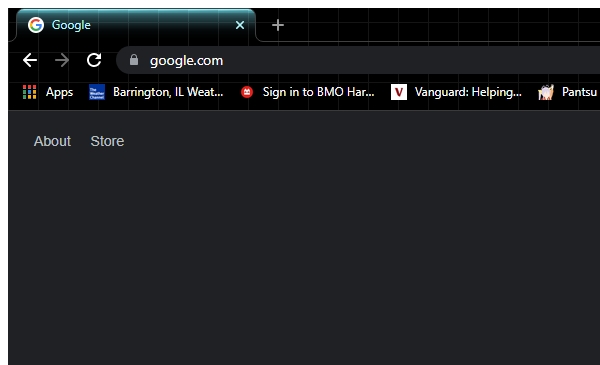 Google
google.com
Apps Barrington, IL Weat... Sign in to BMO Har... Vanguard: Helping... Pantsu
About Store